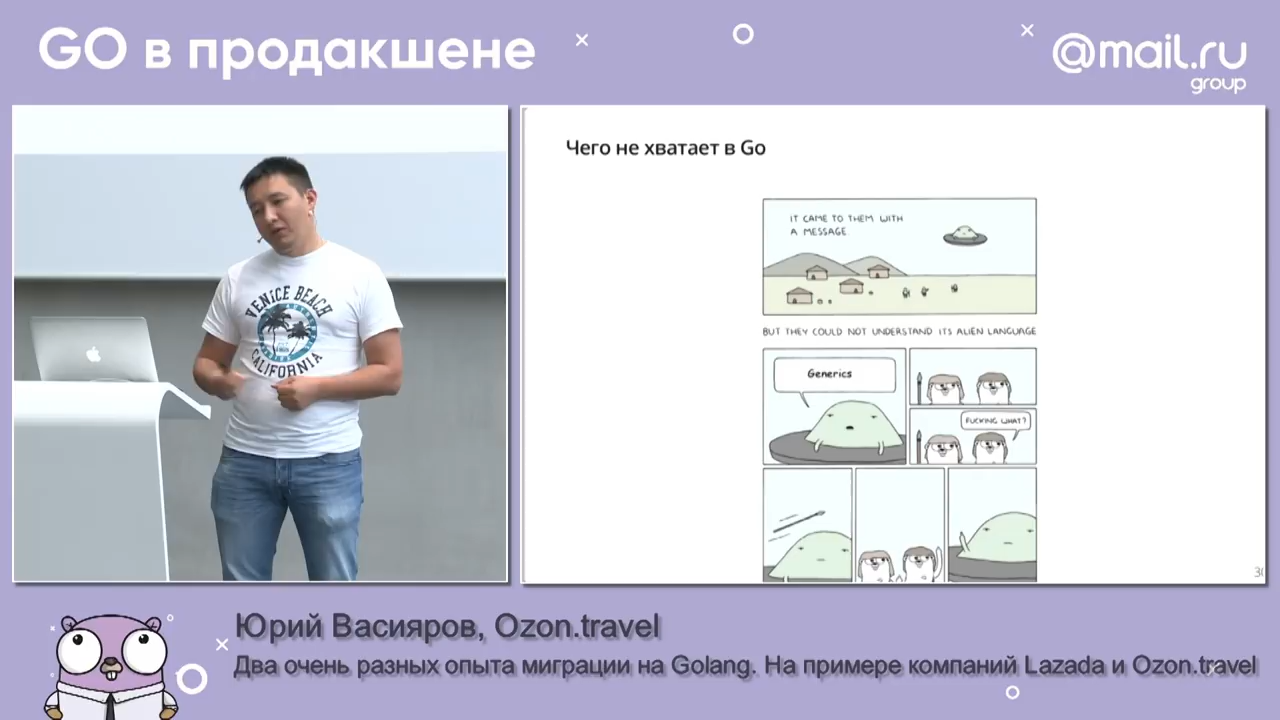 GO в продакшене
@mail.ru
group
VENICE BEACH
CALIFORNIA
Чего не хватает в Go
IT CAME TO THEM WITH
A MESSAGE
BUT THEY COULD NOT UNDERSTAND ITS ALIEN LANGUAGE
Generics
FUCKING WHAT?
Юрий Васияров, Ozon.travel
Два очень разных опыта миграции на Golang. На примере компаний Lazada и Ozon.travel